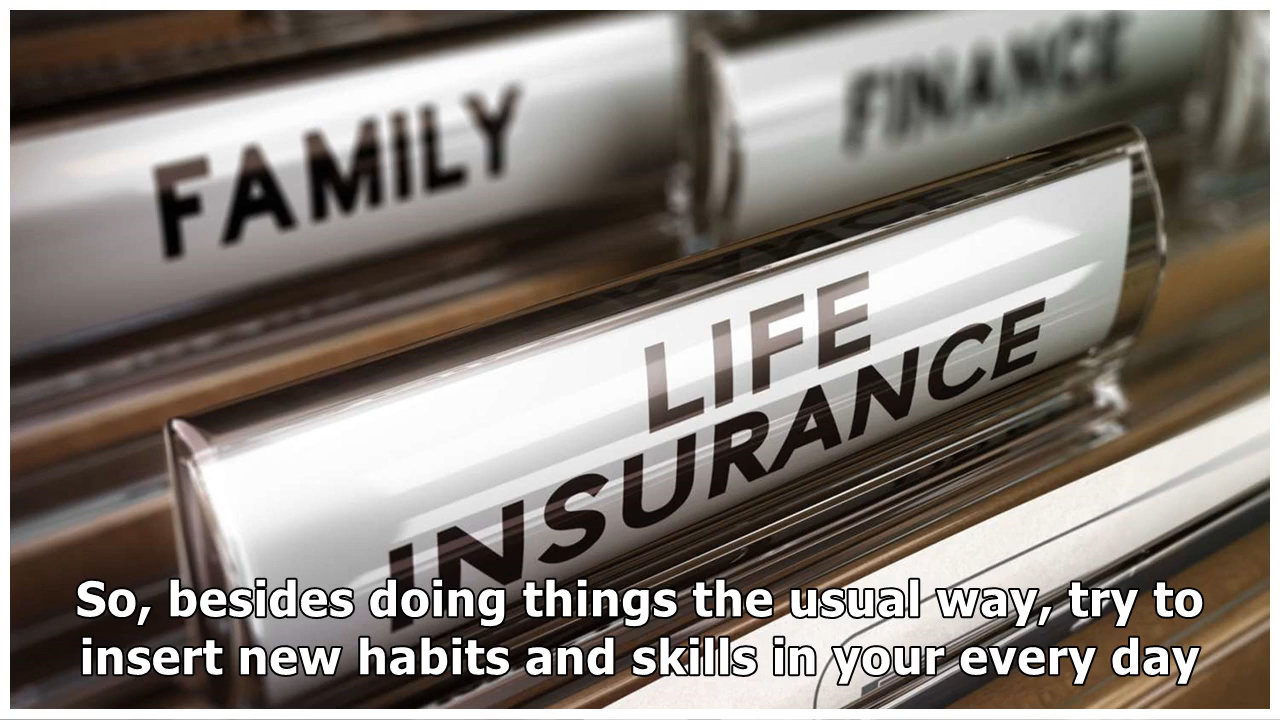 FAMILY
FINANCE
LIFE
INSURANCE
So, besides doing things the usual way, try to
insert new habits and skills in your every day